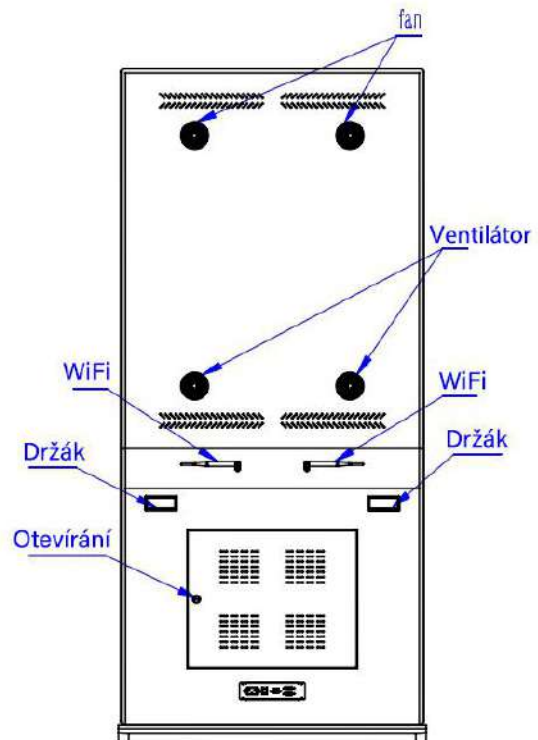 fan
Ventilátor
WiFi
WiFi
Držák
Držák
Otevírání